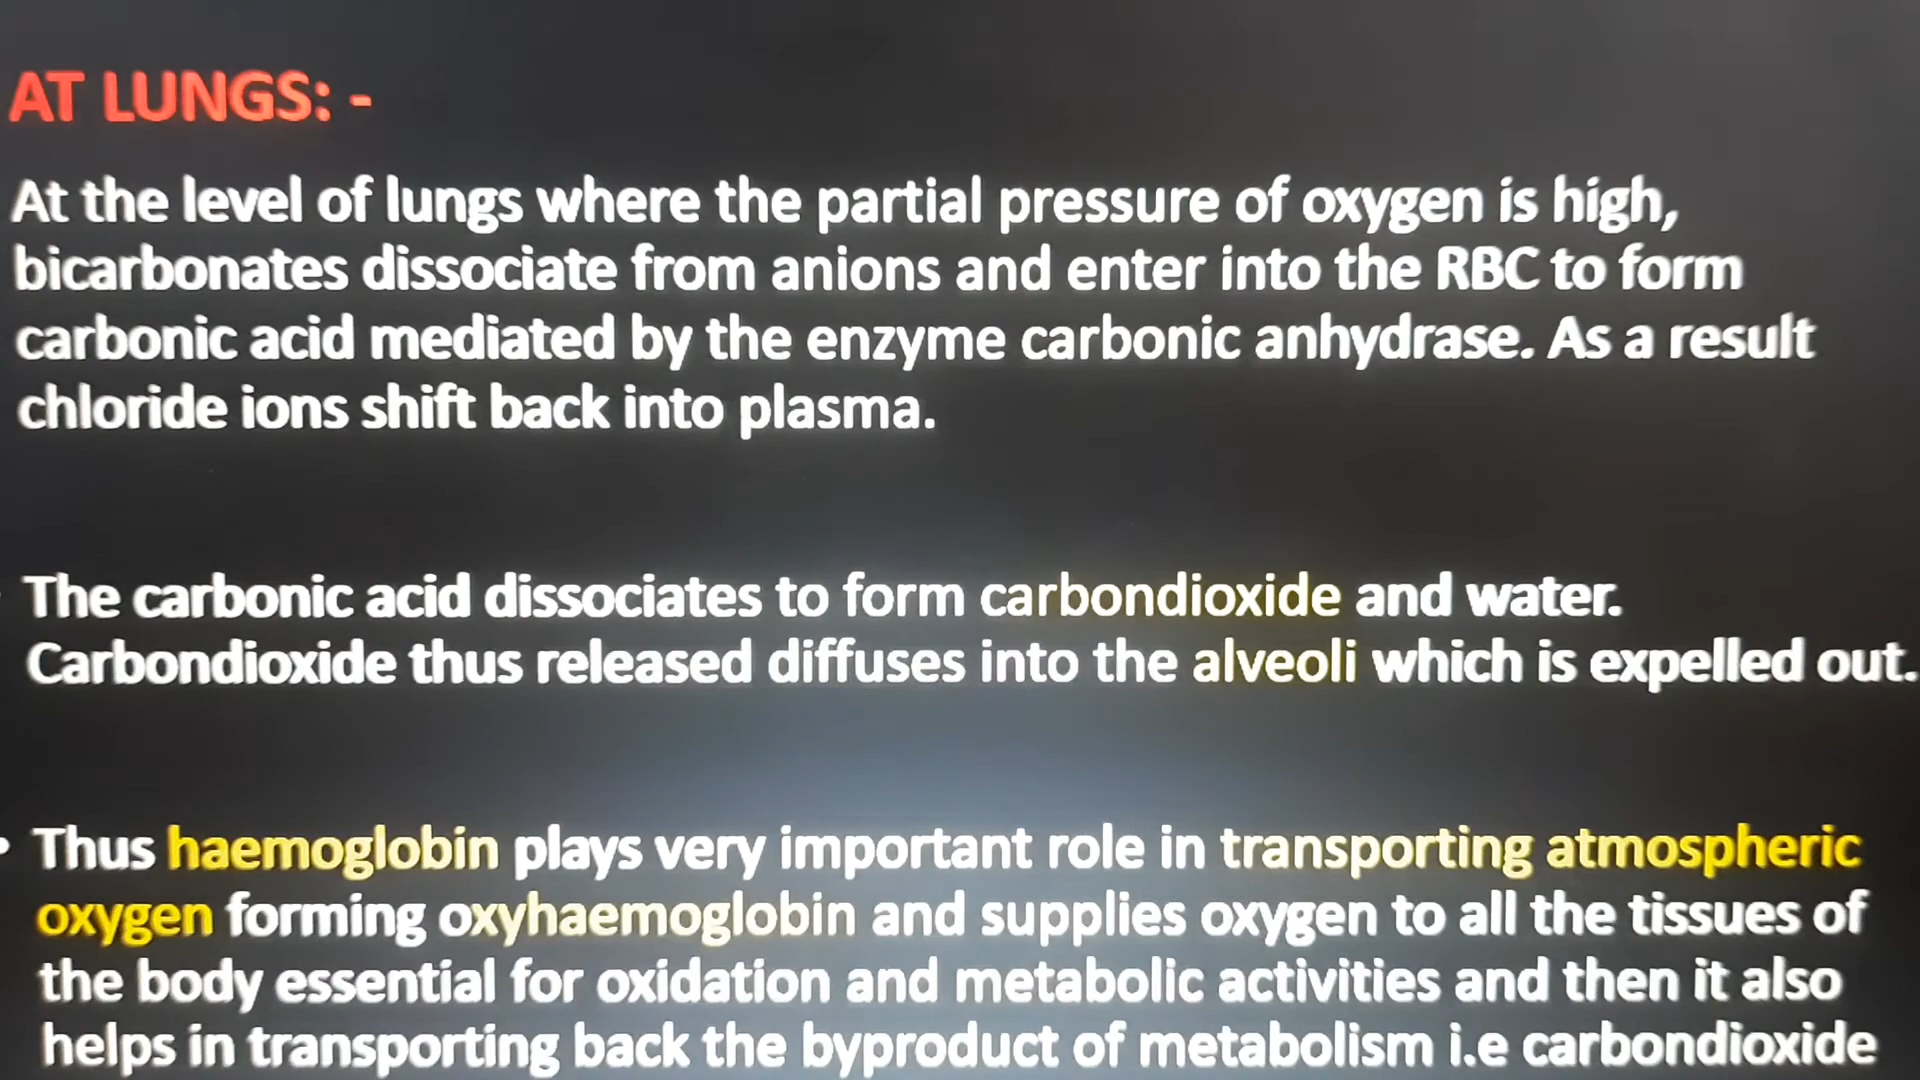 AT LUNGS: -
At the level of lungs where the partial pressure of oxygen is high,
bicarbonates dissociate from anions and enter into the RBC to form
carbonic acid mediated by the enzyme carbonic anhydrase. As a result
chloride ions shift back into plasma.
The carbonic acid dissociates to form carbondioxide and water.
Carbondioxide thus released diffuses into the alveoli which is expelled out.
• Thus haemoglobin plays very important role in transporting atmospheric
oxygen forming oxyhaemoglobin and supplies oxygen to all the tissues of
the body essential for oxidation and metabolic activities and then it also
helps in transporting back the byproduct of metabolism i.e carbondioxide